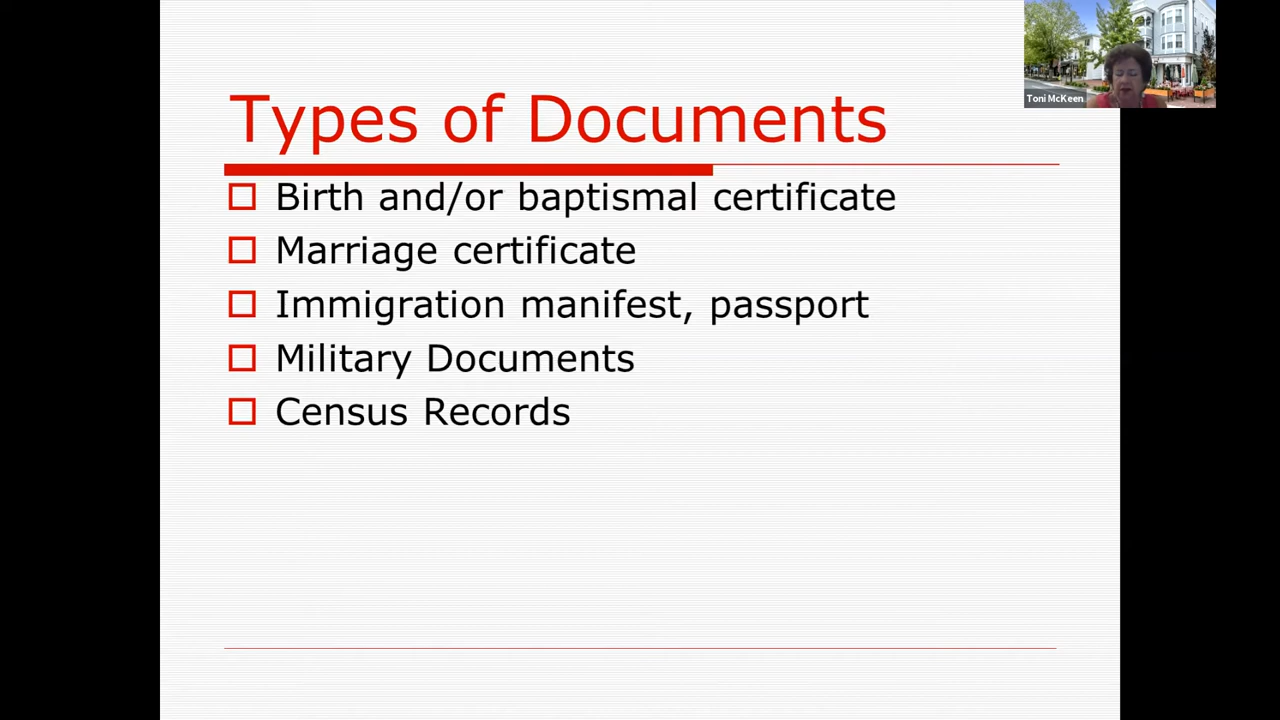 Toni McKeen
Types of Documents
Birth and/or baptismal certificate
Marriage certificate
Immigration manifest, passport
Military Documents
Census Records